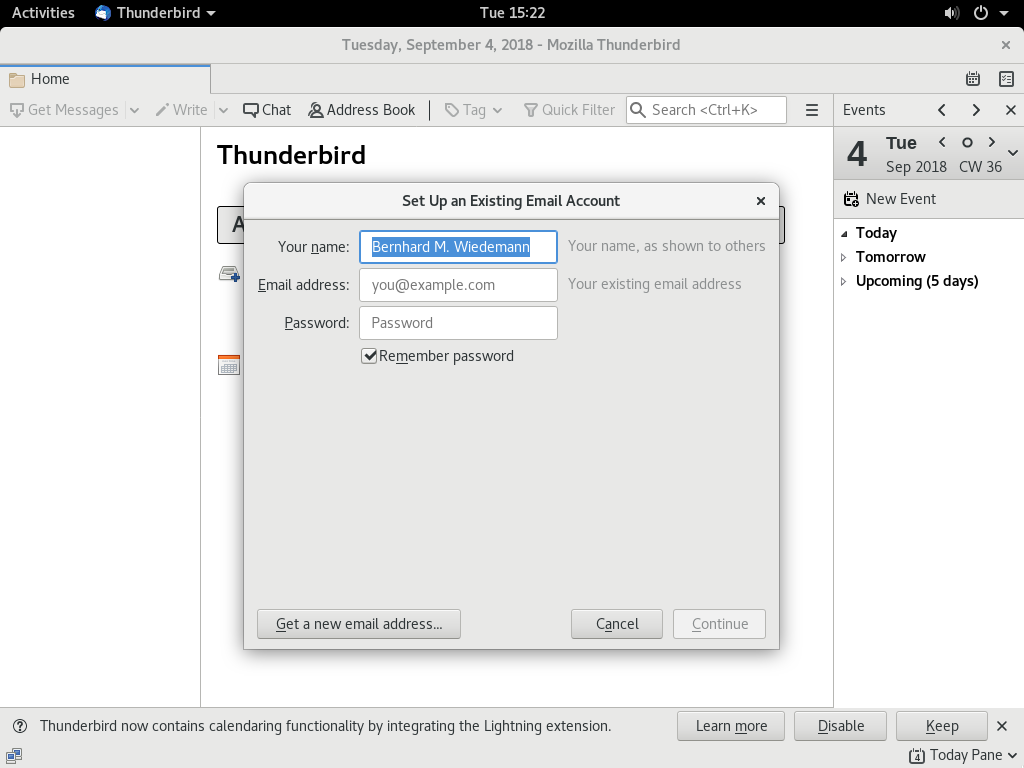 Activities Thunderbird Tue 15:22
Tuesday, September 4, 2018 - Mozilla Thunderbird
Home
Get Messages Write Chat Address Book Tag Quick Filter Search <Ctrl+K> Events
Thunderbird
4 Tue
Sep 2018 CW 36
New Event
Today
Tomorrow
Upcoming (5 days)
Set Up an Existing Email Account
Your name: Bernhard M. Wiedemann Your name, as shown to others
Email address: you@example.com Your existing email address
Password: Password
Remember password
Get a new email address... Cancel Continue
Thunderbird now contains calendaring functionality by integrating the Lightning extension. Learn more Disable Keep
4 Today Pane